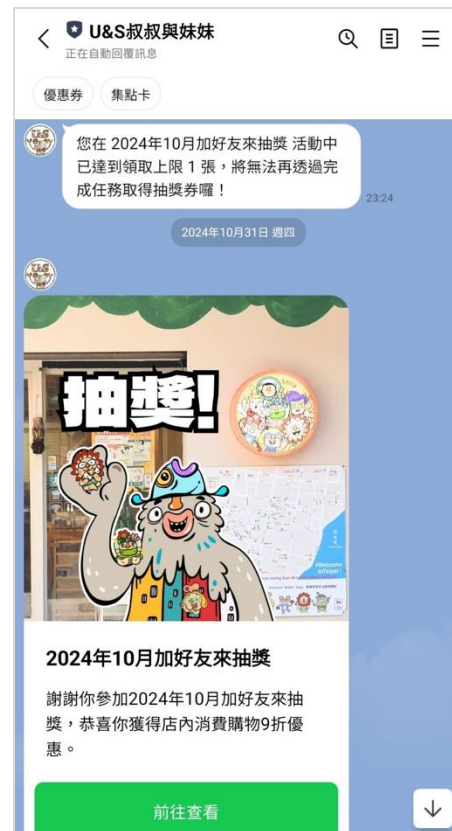 U&S叔叔與妹妹
正在自動回覆訊息
優惠券
集點卡
您在 2024年10月加好友來抽獎 活動中
已達到領取上限 1 張，將無法再透過完
成任務取得抽獎券囉！
23:24
2024年10月31日 週四
U&S
抽獎!
#Welcome
toTaipei!
2024年10月加好友來抽獎
謝謝你參加2024年10月加好友來抽
獎，恭喜你獲得店內消費購物9折優
惠。
前往查看